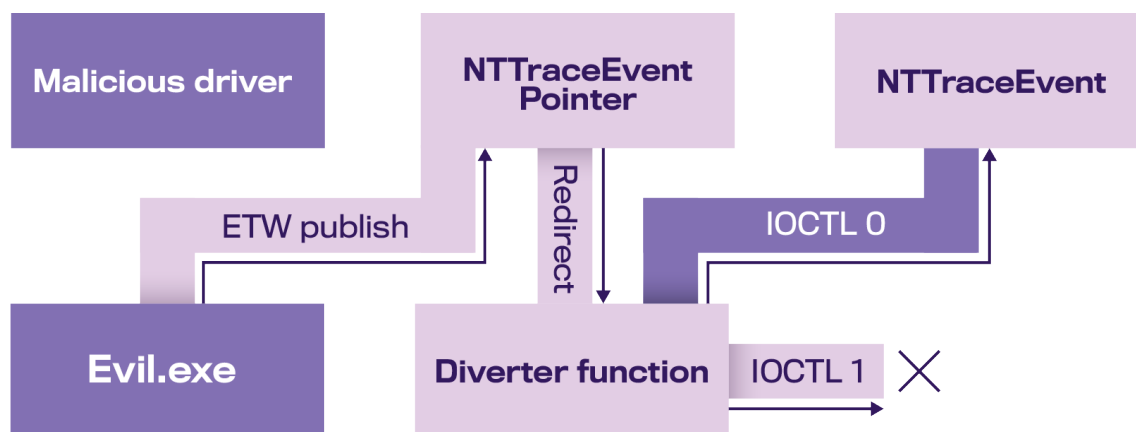 Malicious driver
NTTraceEvent
Pointer
NTTraceEvent
ETW publish
Redirect
IOCTL 0
Evil.exe
Diverter function
IOCTL 1